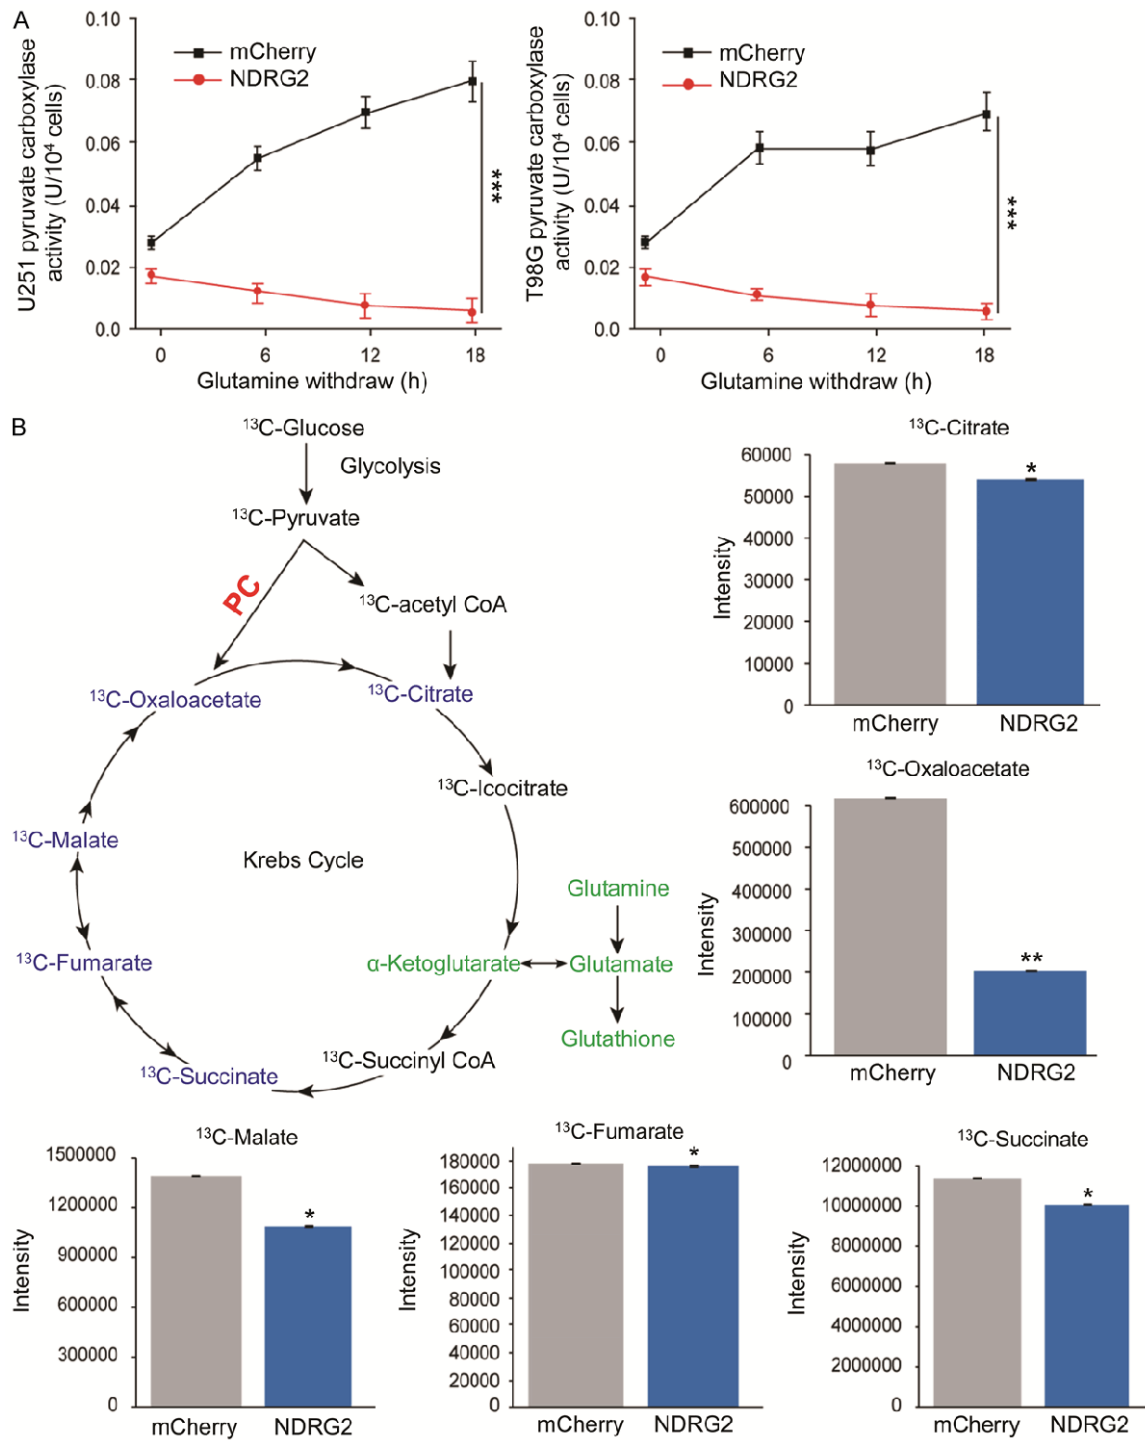 A
U251 pyruvate carboxylase
activity (U/10⁴ cells)
0.10
0.08
0.06
0.04
0.02
0.0
mCherry
NDRG2
***
0 6 12 18
Glutamine withdraw (h)
T98G pyruvate carboxylase
activity (U/10⁴ cells)
0.10
0.08
0.06
0.04
0.02
0.0
mCherry
NDRG2
***
0 6 12 18
Glutamine withdraw (h)
B
¹³C-Glucose
Glycolysis
¹³C-Pyruvate
PC
¹³C-acetyl CoA
¹³C-Oxaloacetate
¹³C-Citrate
¹³C-Icocitrate
¹³C-Malate
Krebs Cycle
Glutamine
¹³C-Fumarate
α-Ketoglutarate
Glutamate
Glutathione
¹³C-Succinyl CoA
¹³C-Succinate
¹³C-Citrate
Intensity
60000
50000
40000
30000
20000
10000
0
*
mCherry NDRG2
¹³C-Oxaloacetate
Intensity
600000
500000
400000
300000
200000
100000
0
**
mCherry NDRG2
¹³C-Malate
Intensity
1500000
1200000
900000
600000
300000
0
*
mCherry NDRG2
¹³C-Fumarate
Intensity
180000
160000
140000
120000
100000
80000
60000
40000
20000
0
*
mCherry NDRG2
¹³C-Succinate
Intensity
12000000
10000000
8000000
6000000
4000000
2000000
0
*
mCherry NDRG2